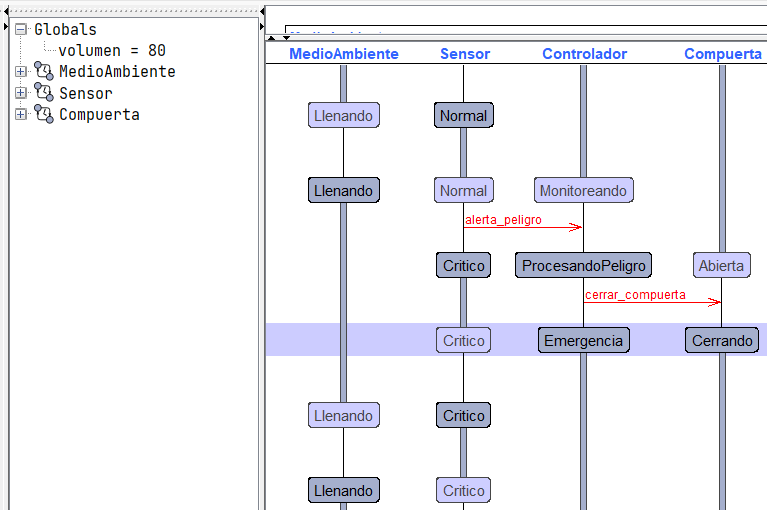 Globals
volumen = 80
MedioAmbiente
Sensor
Compuerta
MedioAmbiente Sensor Controlador Compuerta
Llenando Normal
Llenando Normal Monitoreando
alerta_peligro
Critico ProcesandoPeligro Abierta
cerrar_compuerta
Critico Emergencia Cerrando
Llenando Critico
Llenando Critico